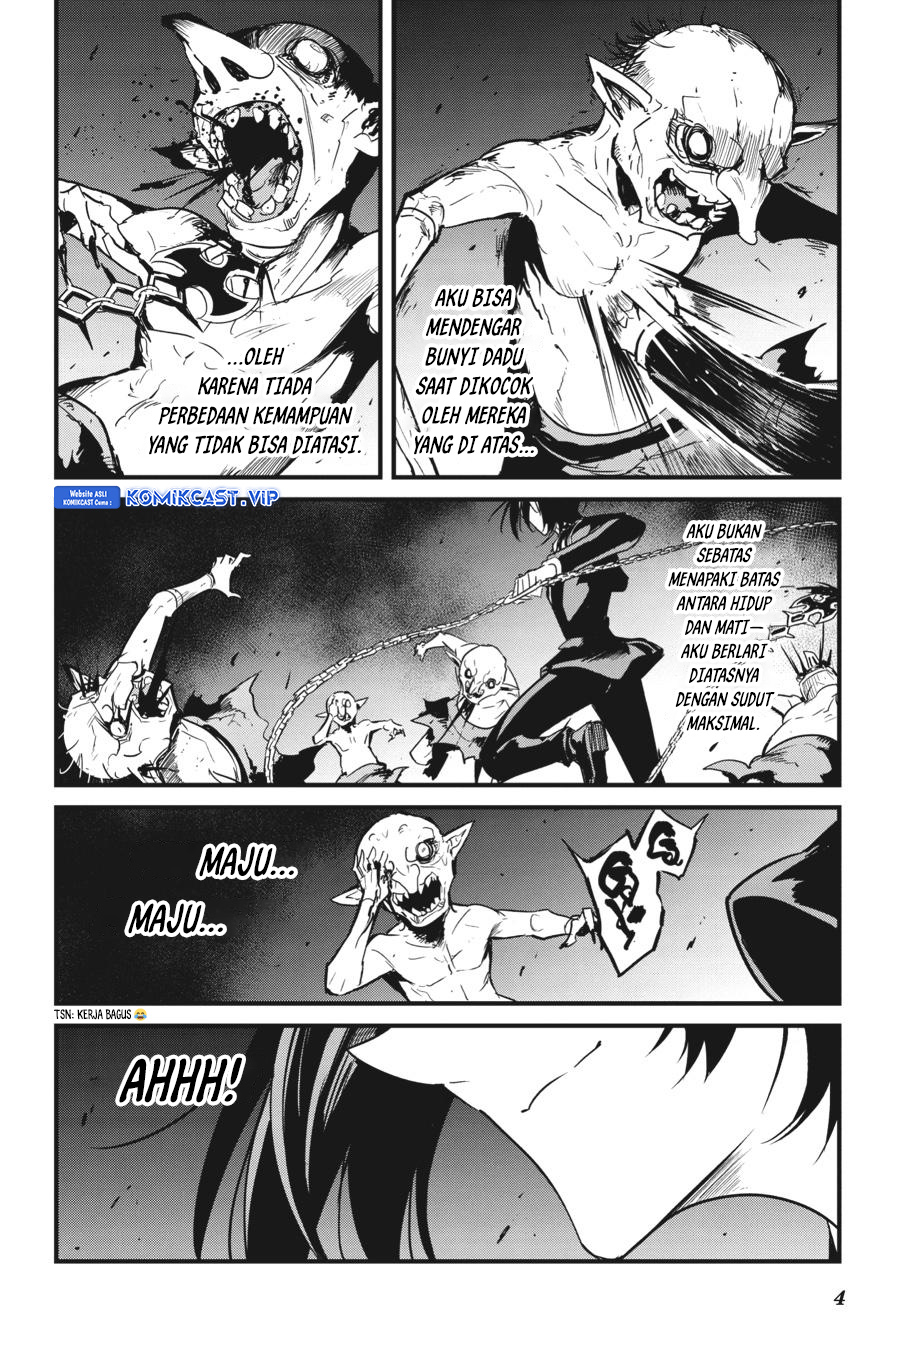 AKU BISA
MENDENGAR
BUNYI DADU
SAAT DIKOCOK
OLEH MEREKA
YANG DI ATAS...
...OLEH
KARENA TIADA
PERBEDAAN KEMAMPUAN
YANG TIDAK BISA DIATASI.
Website ASLI
KOMIKCAST Cuma :
KOMIKCAST.VIP
AKU BUKAN
SEBATAS
MENAPAKI BATAS
ANTARA HIDUP
DAN MATI—
AKU BERLARI
DIATASNYA
DENGAN SUDUT
MAKSIMAL.
MAJU...
MAJU...
TSN: KERJA BAGUS 😂
AHHH!
4